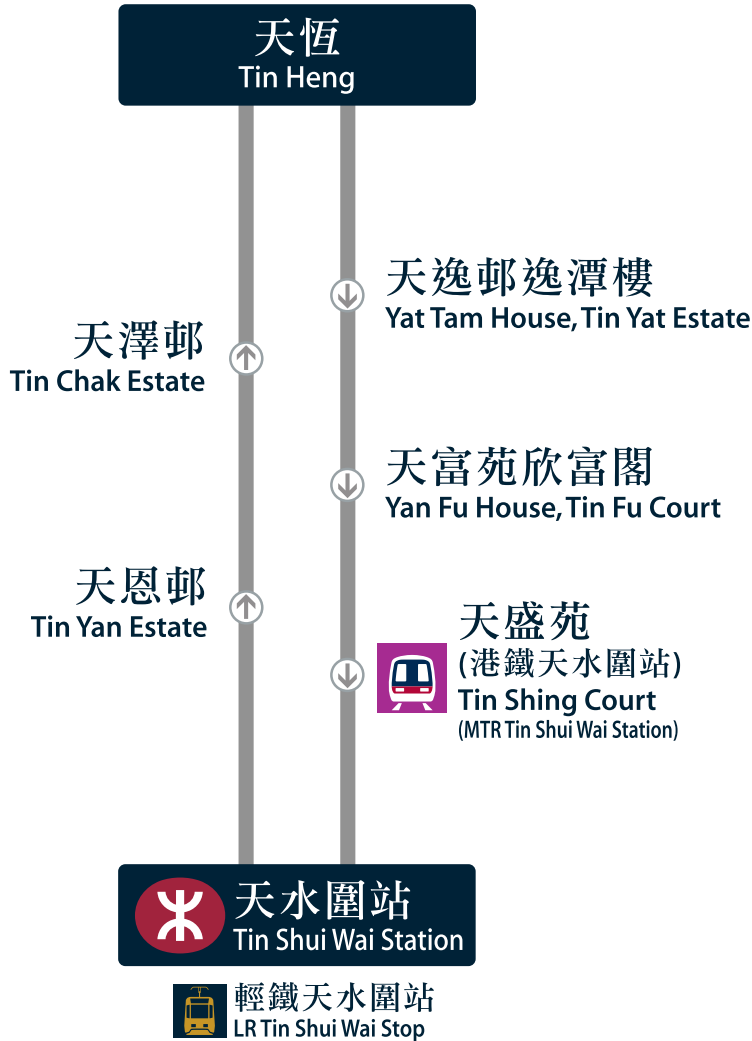 天恆
Tin Heng
天逸邨逸潭樓
Yat Tam House, Tin Yat Estate
天澤邨
Tin Chak Estate
天富苑欣富閣
Yan Fu House, Tin Fu Court
天恩邨
Tin Yan Estate
天盛苑
(港鐵天水圍站)
Tin Shing Court
(MTR Tin Shui Wai Station)
天水圍站
Tin Shui Wai Station
輕鐵天水圍站
LR Tin Shui Wai Stop